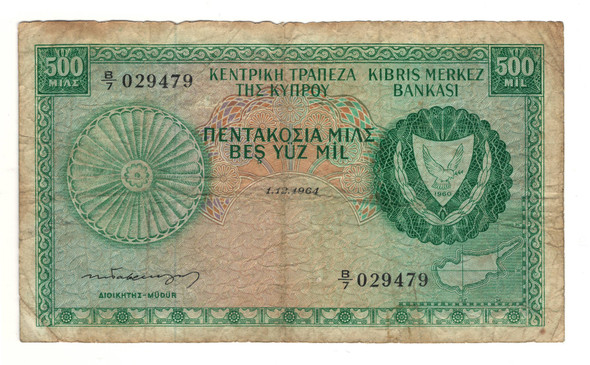 500
ΜΙΛΣ
B/7 029479
ΚΕΝΤΡΙΚΗ ΤΡΑΠΕΖΑ
ΤΗΣ ΚΥΠΡΟΥ
KIBRIS MERKEZ
BANKASI
500
MİL
ΠΕΝΤΑΚΟΣΙΑ ΜΙΛΣ
BEŞ YÜZ MİL
1.12.1964
1960
B/7 029479
ΔΙΟΙΚΗΤΗΣ-MÜDÜR